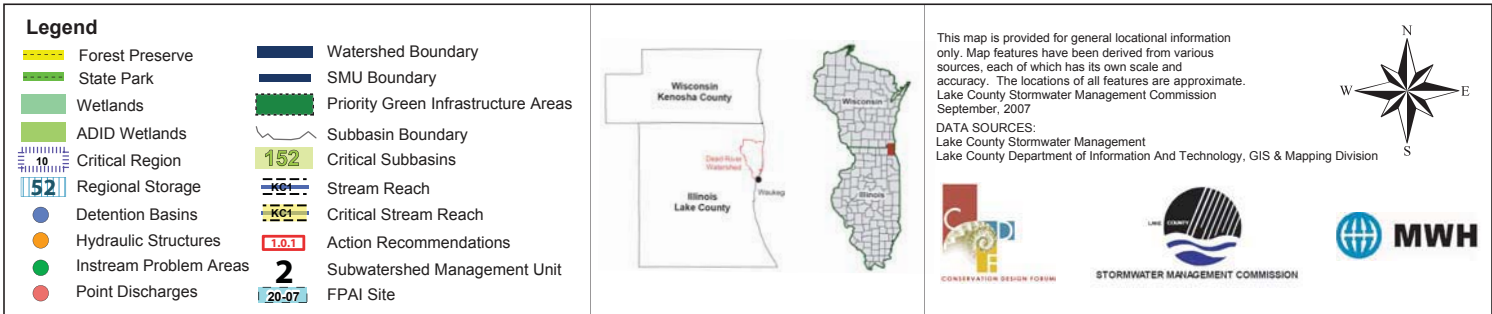 Legend
Forest Preserve
State Park
Wetlands
ADID Wetlands
10 Critical Region
52 Regional Storage
Detention Basins
Hydraulic Structures
Instream Problem Areas
Point Discharges
Watershed Boundary
SMU Boundary
Priority Green Infrastructure Areas
Subbasin Boundary
152 Critical Subbasins
KC1 Stream Reach
KC1 Critical Stream Reach
1.0.1 Action Recommendations
2 Subwatershed Management Unit
20-07 FPAI Site
Wisconsin
Kenosha County
Dead River
Watershed
Waukeg
Illinois
Lake County
Wisconsin
Illinois
This map is provided for general locational information
only. Map features have been derived from various
sources, each of which has its own scale and
accuracy. The locations of all features are approximate.
Lake County Stormwater Management Commission
September, 2007
DATA SOURCES:
Lake County Stormwater Management
Lake County Department of Information And Technology, GIS & Mapping Division
N
W
E
S
C
D
F
CONSERVATION DESIGN FORUM
LAKE COUNTY
STORMWATER MANAGEMENT COMMISSION
MWH